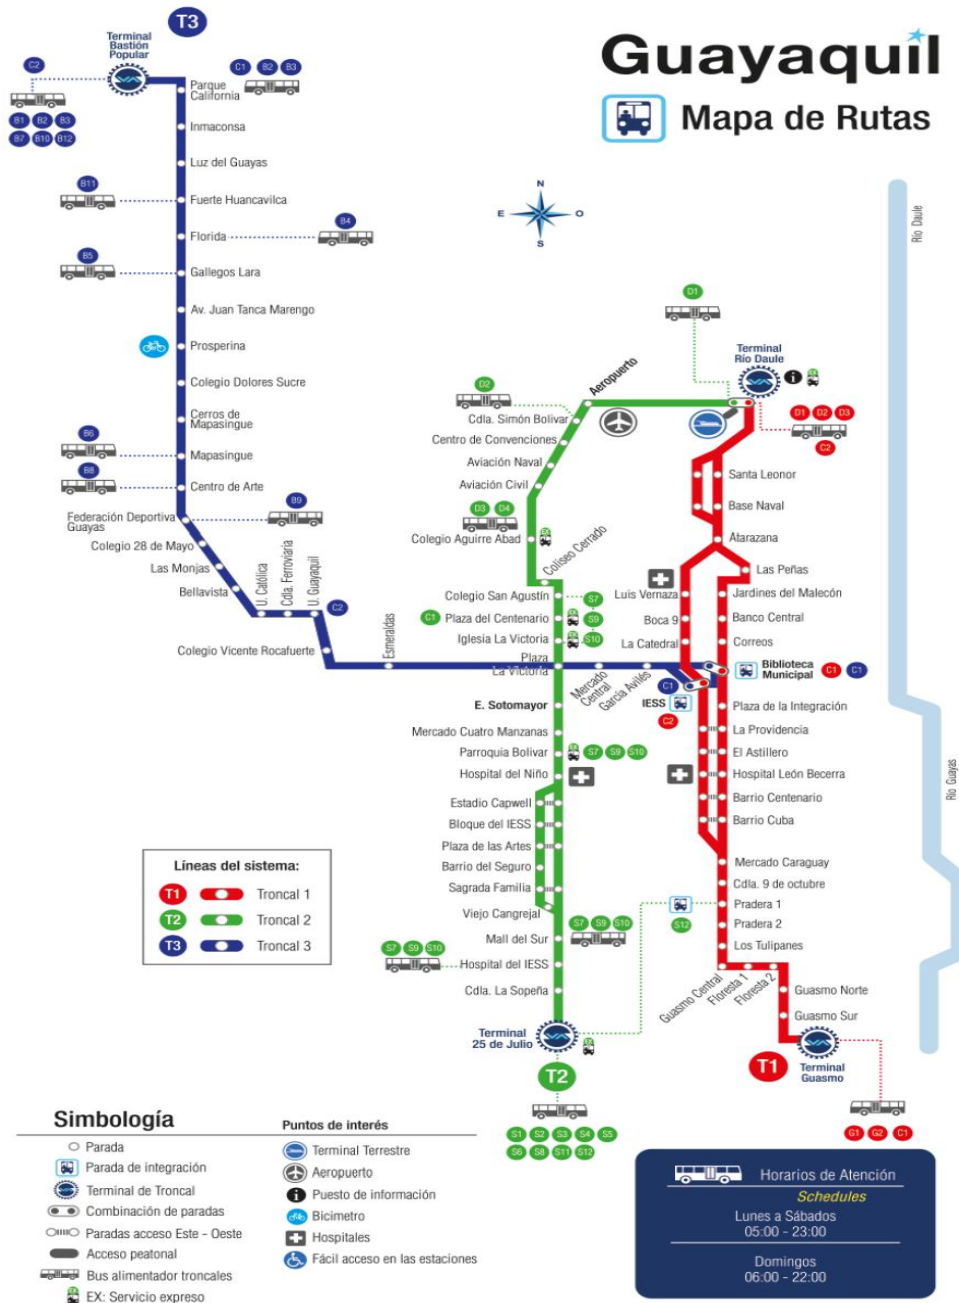 Guayaquil
Mapa de Rutas
T3
Terminal
Bastión
Popular
C2
B1 B2 B3
B7 B10 B12
C1 B2 B3
Parque
California
Inmaconsa
Luz del Guayas
B11
Fuerte Huancavilca
Florida
B4
B5
Gallegos Lara
Av. Juan Tanca Marengo
Prosperina
Colegio Dolores Sucre
Cerros de
Mapasingue
B6
Mapasingue
B8
Centro de Arte
B9
Federación Deportiva
Guayas
Colegio 28 de Mayo
Las Monjas
Bellavista
U. Católica
Cdla. Ferroviaria
U. Guayaquil
C2
Colegio Vicente Rocafuerte
Esmeraldas
N
E O
S
Río Daule
Río Guayas
D1
Terminal
Río Daule
i
EX
D1 D2 D3
C2
Aeropuerto
D2
Cdla. Simón Bolivar
Centro de Convenciones
Aviación Naval
Aviación Civil
D3 D4
Colegio Aguirre Abad
EX
Coliseo Cerrado
Colegio San Agustín
S7
C1 Plaza del Centenario
EX
S9
Iglesia La Victoria
EX
S10
Plaza
La Victoria
Mercado
Central
García Avilés
E. Sotomayor
Mercado Cuatro Manzanas
Parroquia Bolivar
EX
S7 S9 S10
Hospital del Niño
Estadio Capwell
Bloque del IESS
Plaza de las Artes
Barrio del Seguro
Sagrada Familia
Viejo Cangrejal
Mall del Sur
S7 S9 S10
S7 S9 S10
Hospital del IESS
Cdla. La Sopeña
Terminal
25 de Julio
EX
T2
S1 S2 S3 S4 S5
S6 S8 S11 S12
Santa Leonor
Base Naval
Atarazana
Las Peñas
Luis Vernaza
Jardines del Malecón
Boca 9
Banco Central
La Catedral
Correos
Biblioteca
Municipal
C1 C1
C1
IESS
C2
Plaza de la Integración
La Providencia
El Astillero
Hospital León Becerra
Barrio Centenario
Barrio Cuba
Mercado Caraguay
Cdla. 9 de octubre
Pradera 1
S12
Pradera 2
Los Tulipanes
Guasmo Central
Floresta 1
Floresta 2
Guasmo Norte
Guasmo Sur
T1
Terminal
Guasmo
G1 G2 C1
Líneas del sistema:
T1 Troncal 1
T2 Troncal 2
T3 Troncal 3
Simbología
Parada
Parada de integración
Terminal de Troncal
Combinación de paradas
Paradas acceso Este - Oeste
Acceso peatonal
Bus alimentador troncales
EX: Servicio expreso
Puntos de interés
Terminal Terrestre
Aeropuerto
Puesto de información
Bicimetro
Hospitales
Fácil acceso en las estaciones
Horarios de Atención
Schedules
Lunes a Sábados
05:00 - 23:00
Domingos
06:00 - 22:00